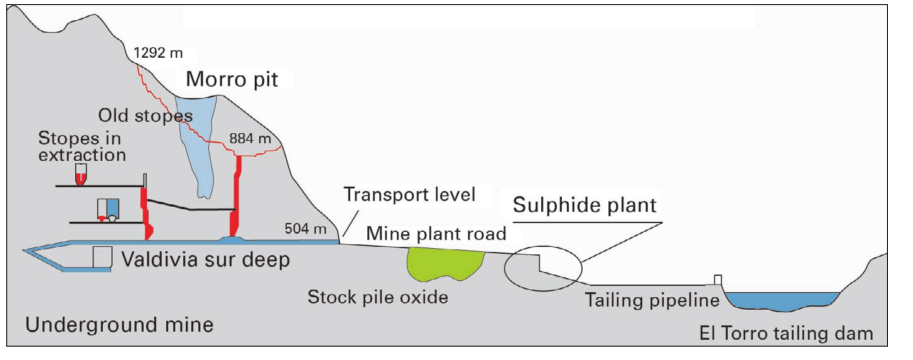 1292 m
Morro pit
Old stopes
884 m
Stopes in
extraction
Transport level
Sulphide plant
504 m
Mine plant road
Valdivia sur deep
Stock pile oxide
Tailing pipeline
Underground mine
El Torro tailing dam